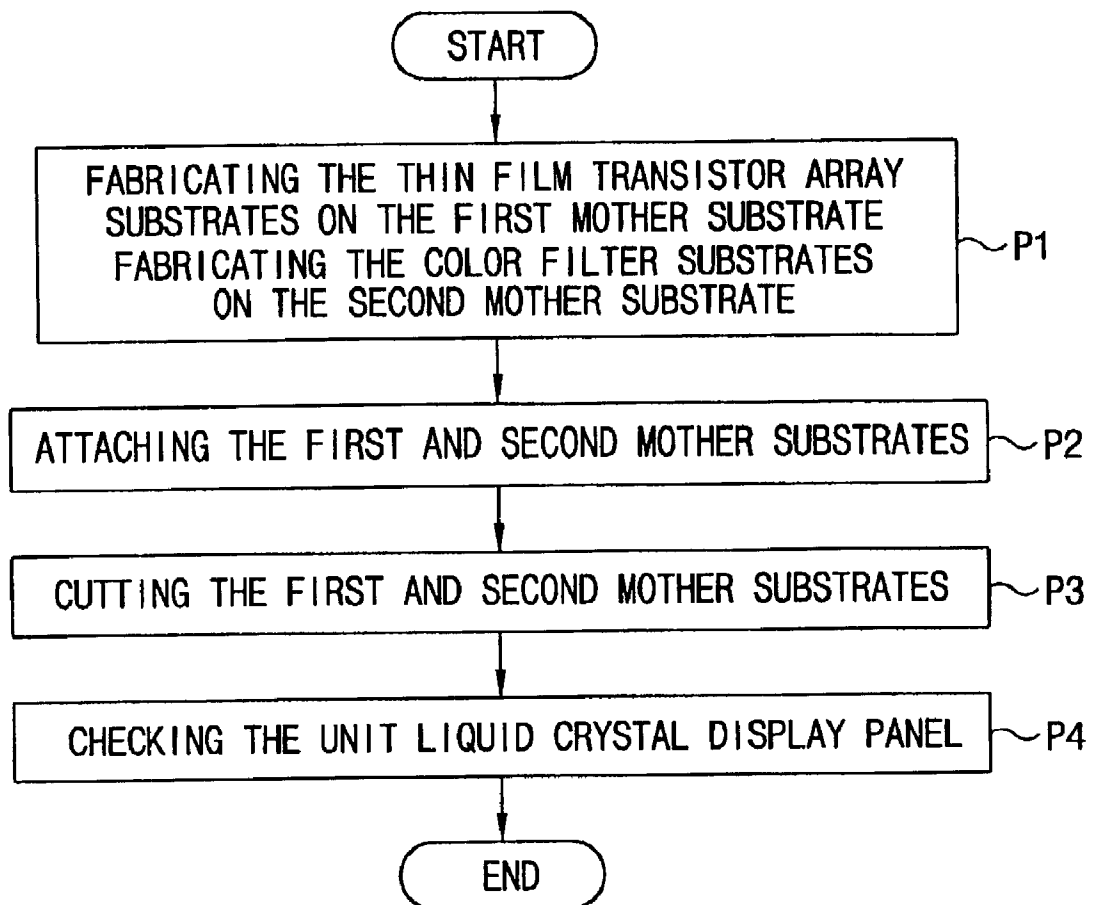 START
FABRICATING THE THIN FILM TRANSISTOR ARRAY
SUBSTRATES ON THE FIRST MOTHER SUBSTRATE
FABRICATING THE COLOR FILTER SUBSTRATES
ON THE SECOND MOTHER SUBSTRATE
P1
ATTACHING THE FIRST AND SECOND MOTHER SUBSTRATES
P2
CUTTING THE FIRST AND SECOND MOTHER SUBSTRATES
P3
CHECKING THE UNIT LIQUID CRYSTAL DISPLAY PANEL
P4
END